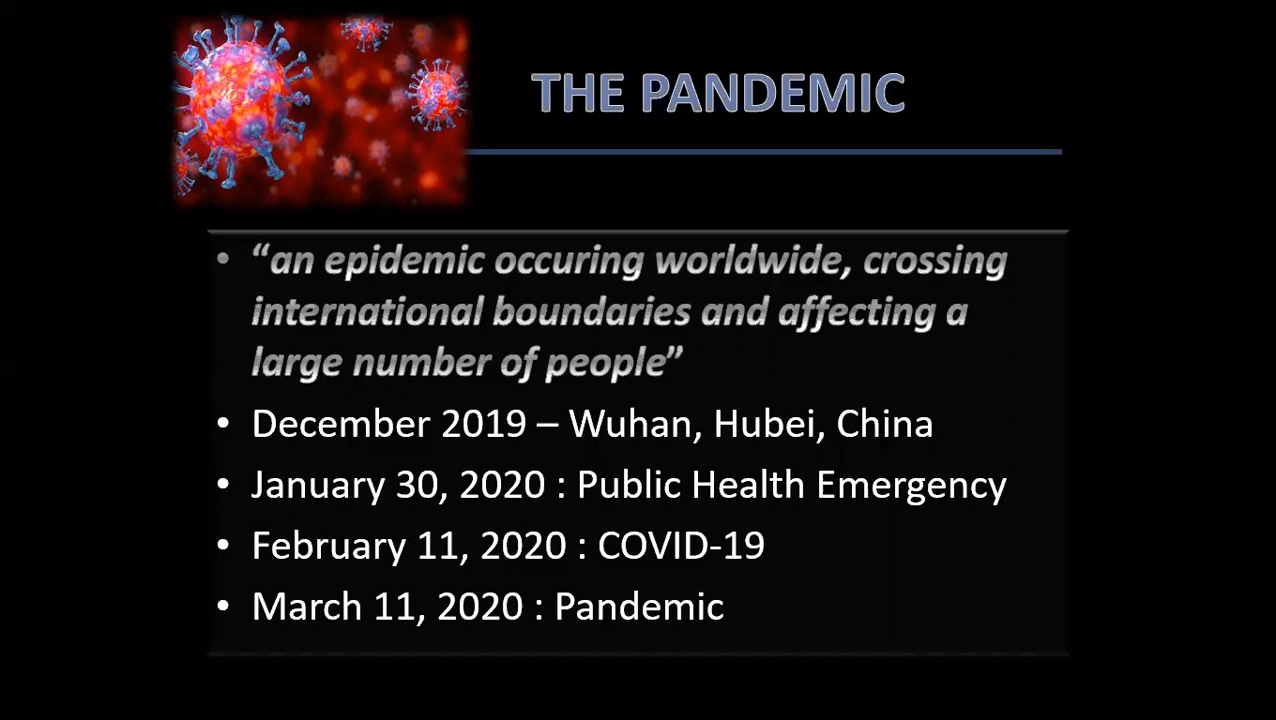 THE PANDEMIC
• “an epidemic occuring worldwide, crossing
international boundaries and affecting a
large number of people”
• December 2019 – Wuhan, Hubei, China
• January 30, 2020 : Public Health Emergency
• February 11, 2020 : COVID-19
• March 11, 2020 : Pandemic